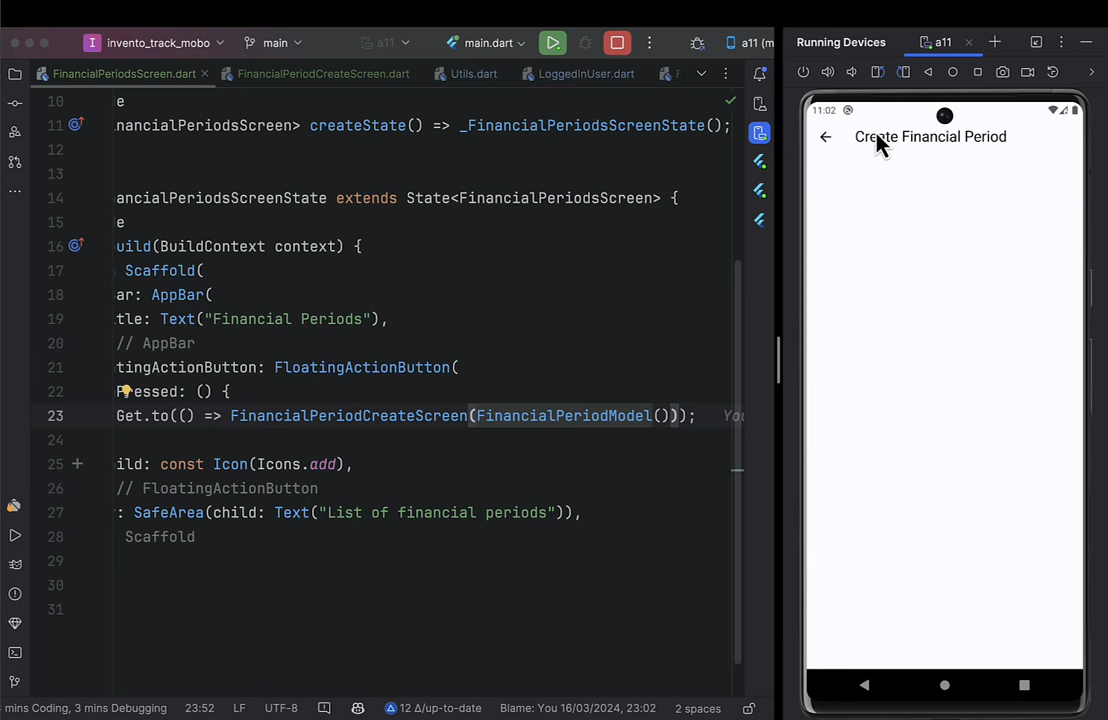 invento_track_mobo main a11 main.dart a11 (m Running Devices a11
FinancialPeriodsScreen.dart FinancialPeriodCreateScreen.dart Utils.dart LoggedInUser.dart F
10 e
11 inancialPeriodsScreen> createState() => _FinancialPeriodsScreenState();
12
13
14 ancialPeriodsScreenState extends State<FinancialPeriodsScreen> {
15 e
16 uild(BuildContext context) {
17 Scaffold(
18 ar: AppBar(
19 tle: Text("Financial Periods"),
20 // AppBar
21 tingActionButton: FloatingActionButton(
22 Pressed: () {
23 Get.to(() => FinancialPeriodCreateScreen(FinancialPeriodModel())); You
24
25 ild: const Icon(Icons.add),
26 // FloatingActionButton
27 : SafeArea(child: Text("List of financial periods")),
28 Scaffold
29
30
31
mins Coding, 3 mins Debugging 23:52 LF UTF-8 12 Δ/up-to-date Blame: You 16/03/2024, 23:02 2 spaces
11:02
Create Financial Period